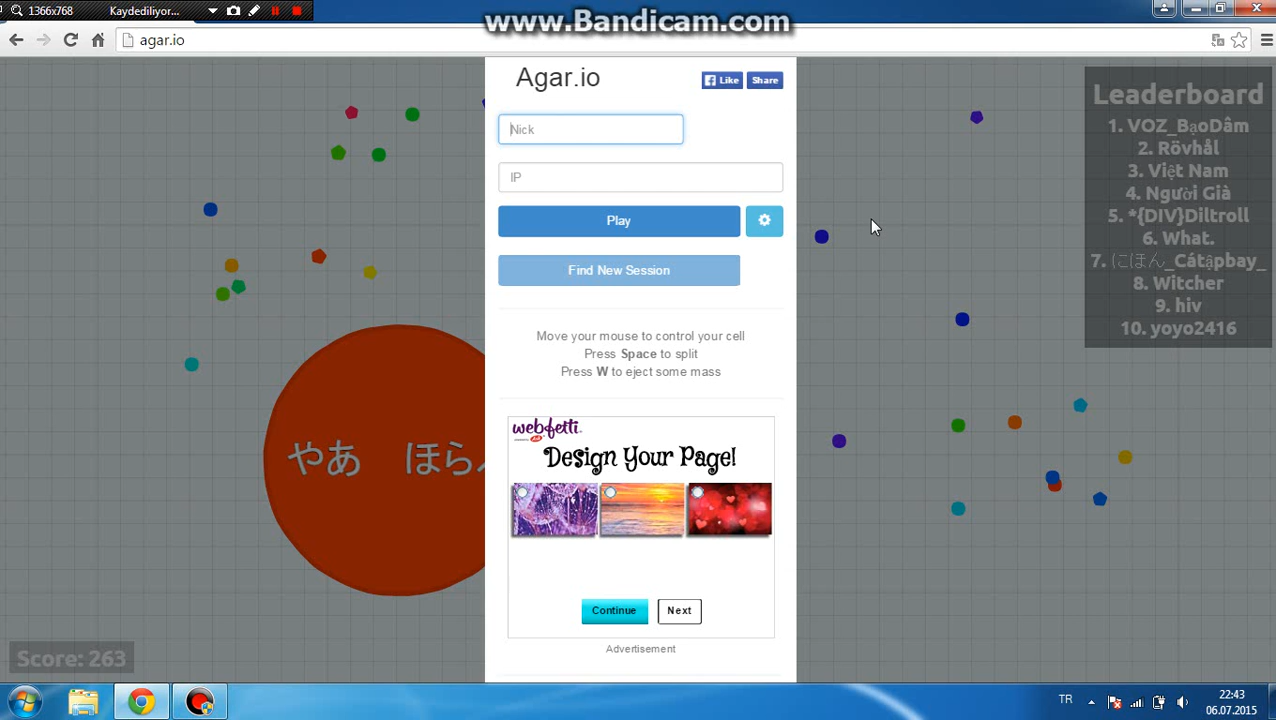 1366x768
Kaydediliyor...
www.Bandicam.com
agar.io
Agar.io
Like
Share
Nick
IP
Play
Find New Session
Move your mouse to control your cell
Press Space to split
Press W to eject some mass
webfetti
Design Your Page!
Continue
Next
Advertisement
やあ ほら
Score: 263
Leaderboard
1. VOZ_BạoDâm
2. Rövhål
3. Việt Nam
4. Người Già
5. *{DIV}Diltroll
6. What.
7. にほん_Cátậpbay_
8. Witcher
9. hiv
10. yoyo2416
TR
22:43
06.07.2015